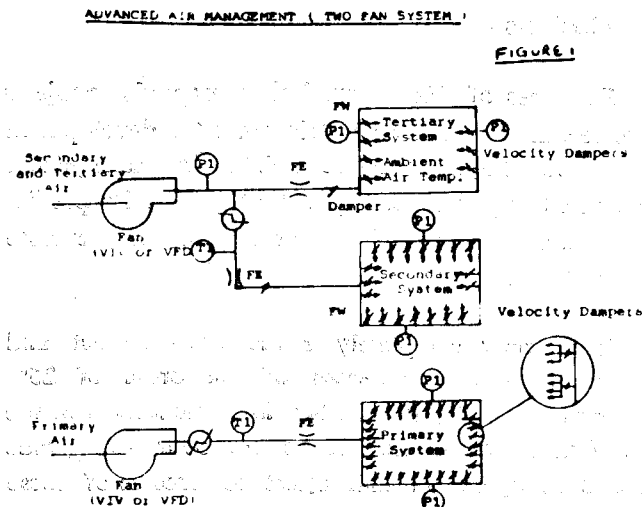 ADVANCED AIR MANAGEMENT ( TWO FAN SYSTEM )
FIGURE 1
FW
P1
Tertiary
System
Ambient
Air Temp.
P1
Velocity Dampers
Secondary
and Tertiary
Air
P1
FE
Damper
Fan
(VIV or VFD)
T1
FE
P1
Secondary
System
FW
Velocity Dampers
P1
P1
Primary
Air
T1
FE
Primary
System
Fan
(VIV or VFD)
P1